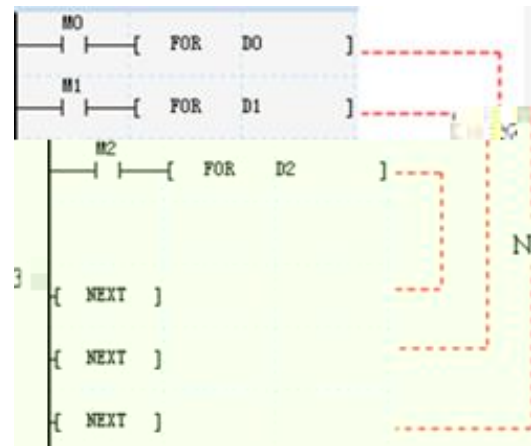 M0
[ FOR D0 ]
M1
[ FOR D1 ]
M2
[ FOR D2 ]
N
[ NEXT ]
[ NEXT ]
[ NEXT ]